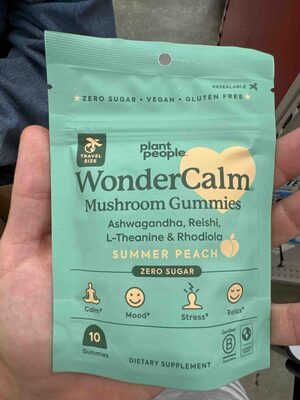 RESEALABLE
★ZERO SUGAR • VEGAN • GLUTEN FREE★
TRAVEL
SIZE
plant
people.
WonderCalm
Mushroom Gummies
Ashwagandha, Reishi,
L-Theanine & Rhodiola
SUMMER PEACH
ZERO SUGAR
Calm
Mood
Stress
Relax
10
Gummies
Certified
B
DIETARY SUPPLEMENT